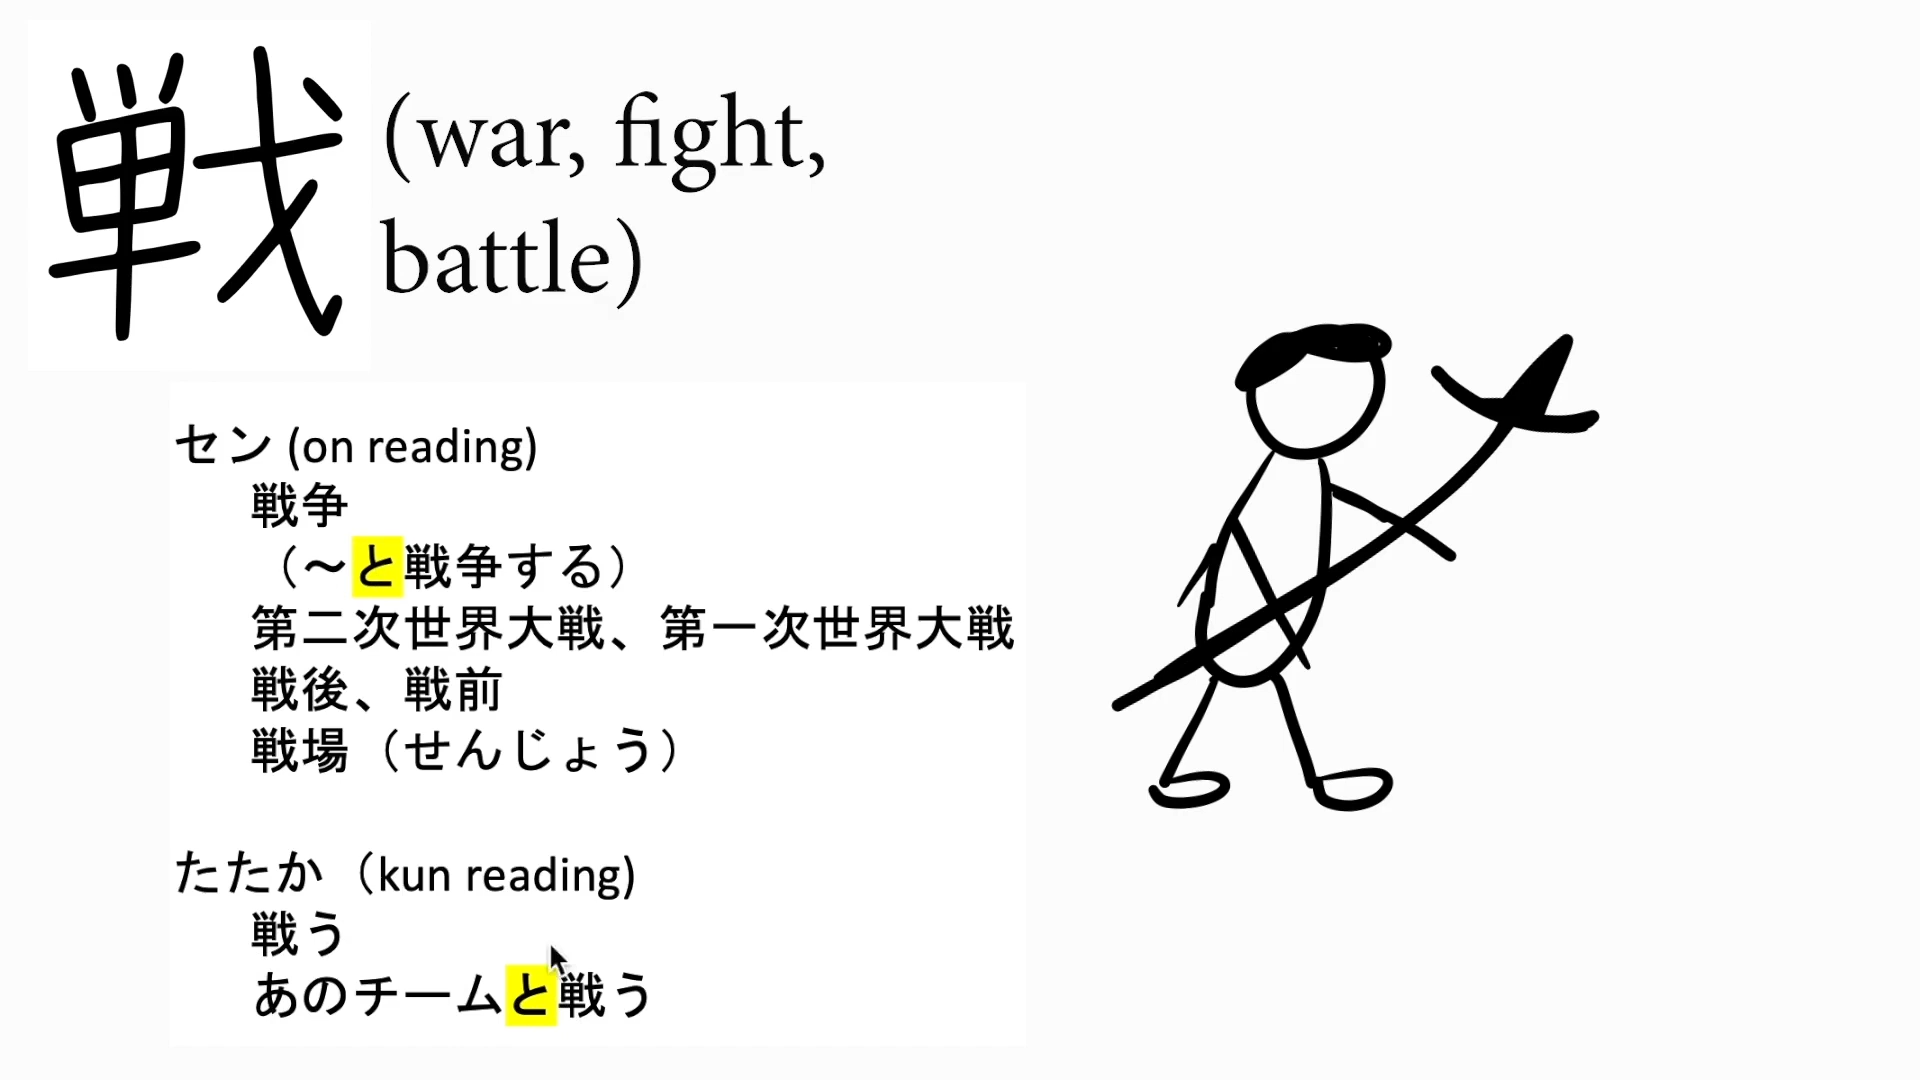 戦
(war, fight,
battle)
セン (on reading)
戦争
（～と戦争する）
第二次世界大戦、第一次世界大戦
戦後、戦前
戦場（せんじょう）
たたか（kun reading)
戦う
あのチームと戦う